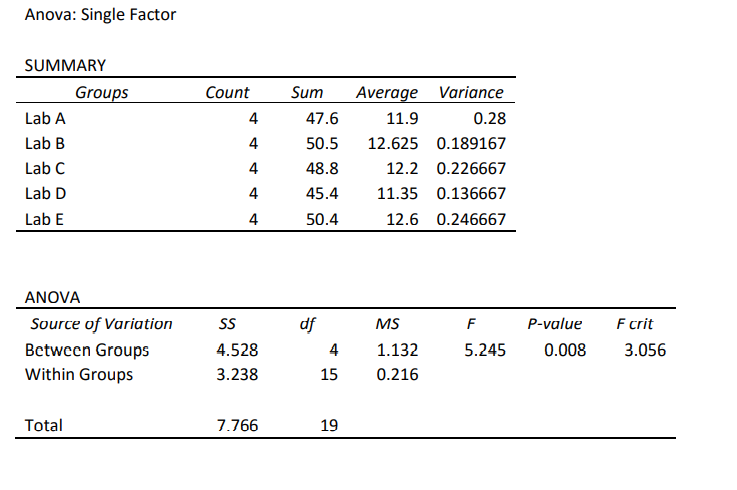 Anova: Single Factor
SUMMARY
Groups Count Sum Average Variance
Lab A 4 47.6 11.9 0.28
Lab B 4 50.5 12.625 0.189167
Lab C 4 48.8 12.2 0.226667
Lab D 4 45.4 11.35 0.136667
Lab E 4 50.4 12.6 0.246667
ANOVA
Source of Variation SS df MS F P-value F crit
Between Groups 4.528 4 1.132 5.245 0.008 3.056
Within Groups 3.238 15 0.216
Total 7.766 19